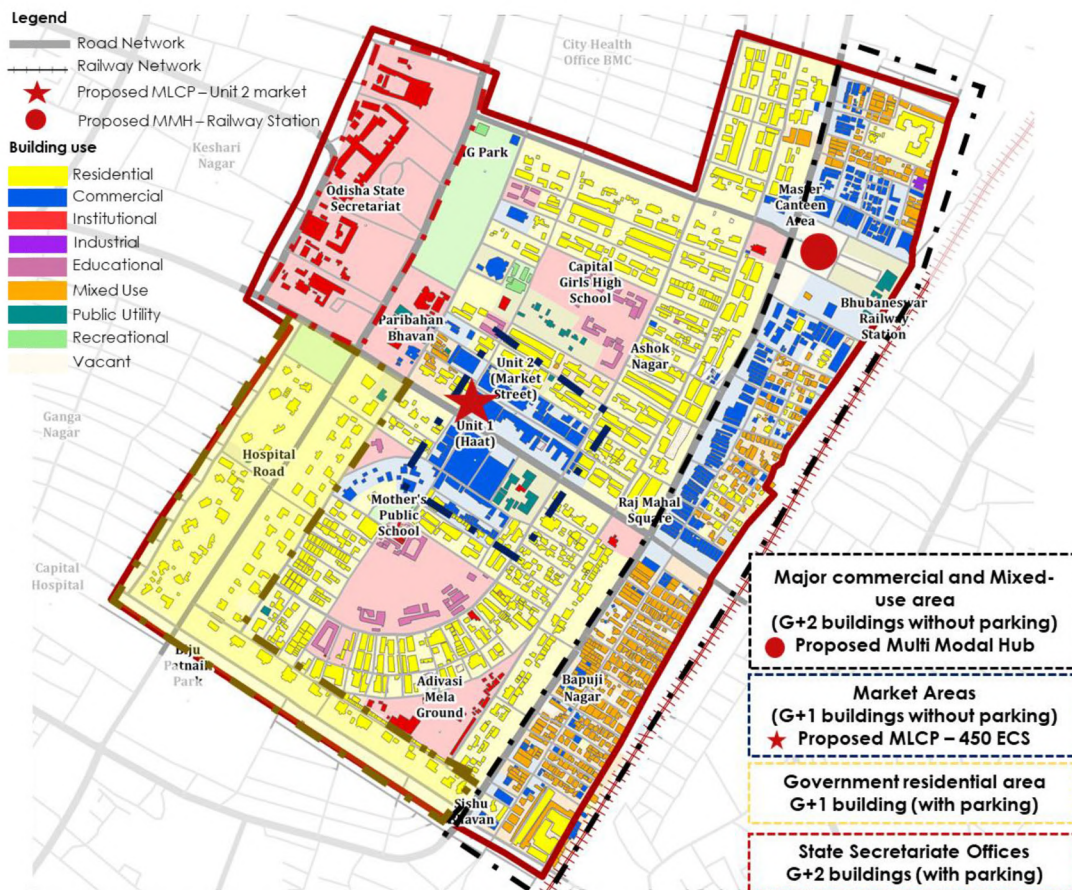 Legend
Road Network
Railway Network
Proposed MLCP – Unit 2 market
Proposed MMH – Railway Station
Building use
Residential
Commercial
Institutional
Industrial
Educational
Mixed Use
Public Utility
Recreational
Vacant
City Health
Office BMC
Keshari
Nagar
IG Park
Odisha State
Secretariat
Master
Canteen
Area
Capital
Girls High
School
Bhubaneswar
Railway
Station
Paribahan
Bhavan
Unit 2
(Market
Street)
Ashok
Nagar
Unit 1
(Haat)
Ganga
Nagar
Hospital
Road
Mother's
Public
School
Raj Mahal
Square
Capital
Hospital
Biju
Patnaik
Park
Adivasi
Mela
Ground
Bapuji
Nagar
Sishu
Bhavan
Major commercial and Mixed-
use area
(G+2 buildings without parking)
Proposed Multi Modal Hub
Market Areas
(G+1 buildings without parking)
Proposed MLCP – 450 ECS
Government residential area
G+1 building (with parking)
State Secretariate Offices
G+2 buildings (with parking)